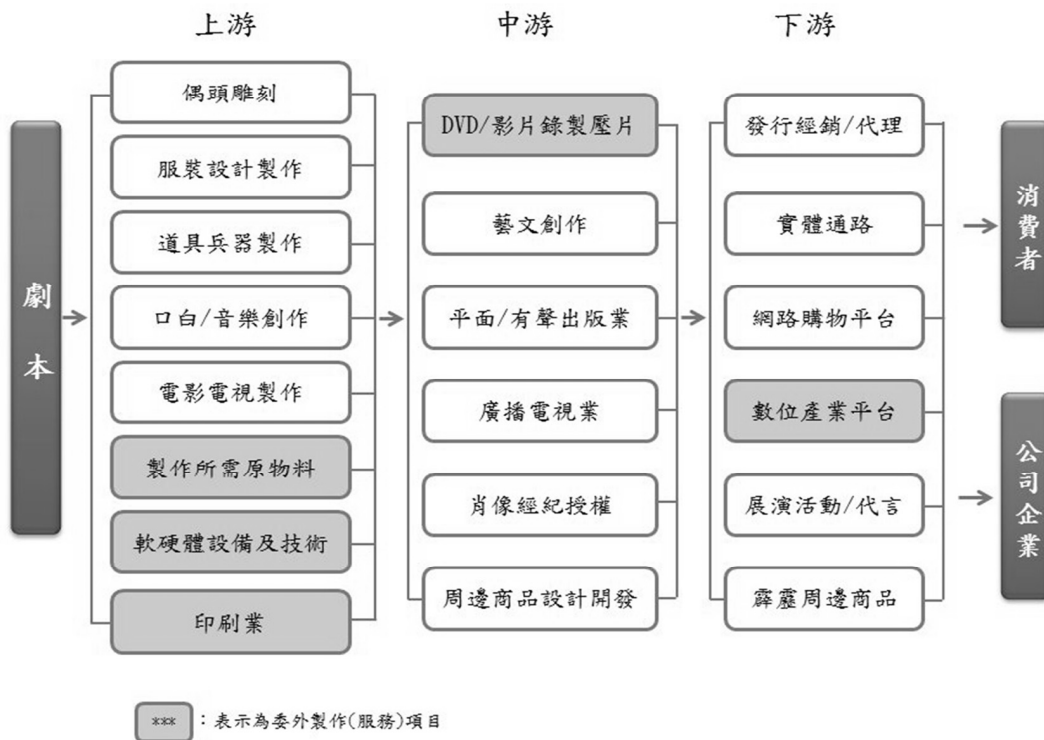 上游
中游
下游
劇本
偶頭雕刻
服裝設計製作
道具兵器製作
口白/音樂創作
電影電視製作
製作所需原物料
軟硬體設備及技術
印刷業
DVD/影片錄製壓片
藝文創作
平面/有聲出版業
廣播電視業
肖像經紀授權
周邊商品設計開發
發行經銷/代理
實體通路
網路購物平台
數位產業平台
展演活動/代言
霹靂周邊商品
消費者
公司企業
***：表示為委外製作(服務)項目